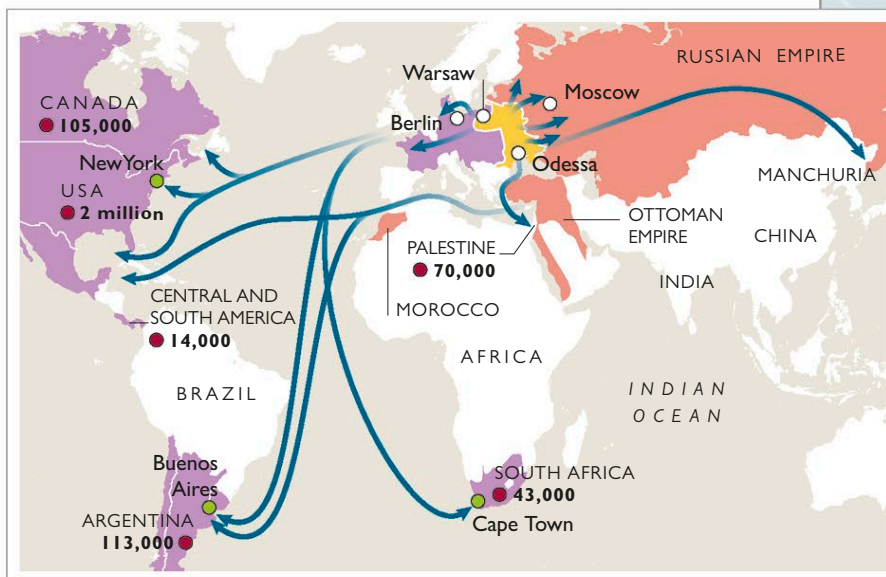 RUSSIAN EMPIRE
Warsaw
Moscow
CANADA
105,000
Berlin
New York
Odessa
MANCHURIA
USA
2 million
OTTOMAN
EMPIRE
PALESTINE
70,000
CHINA
INDIA
CENTRAL AND
SOUTH AMERICA
14,000
MOROCCO
AFRICA
BRAZIL
INDIAN
OCEAN
Buenos
Aires
SOUTH AFRICA
43,000
Cape Town
ARGENTINA
113,000